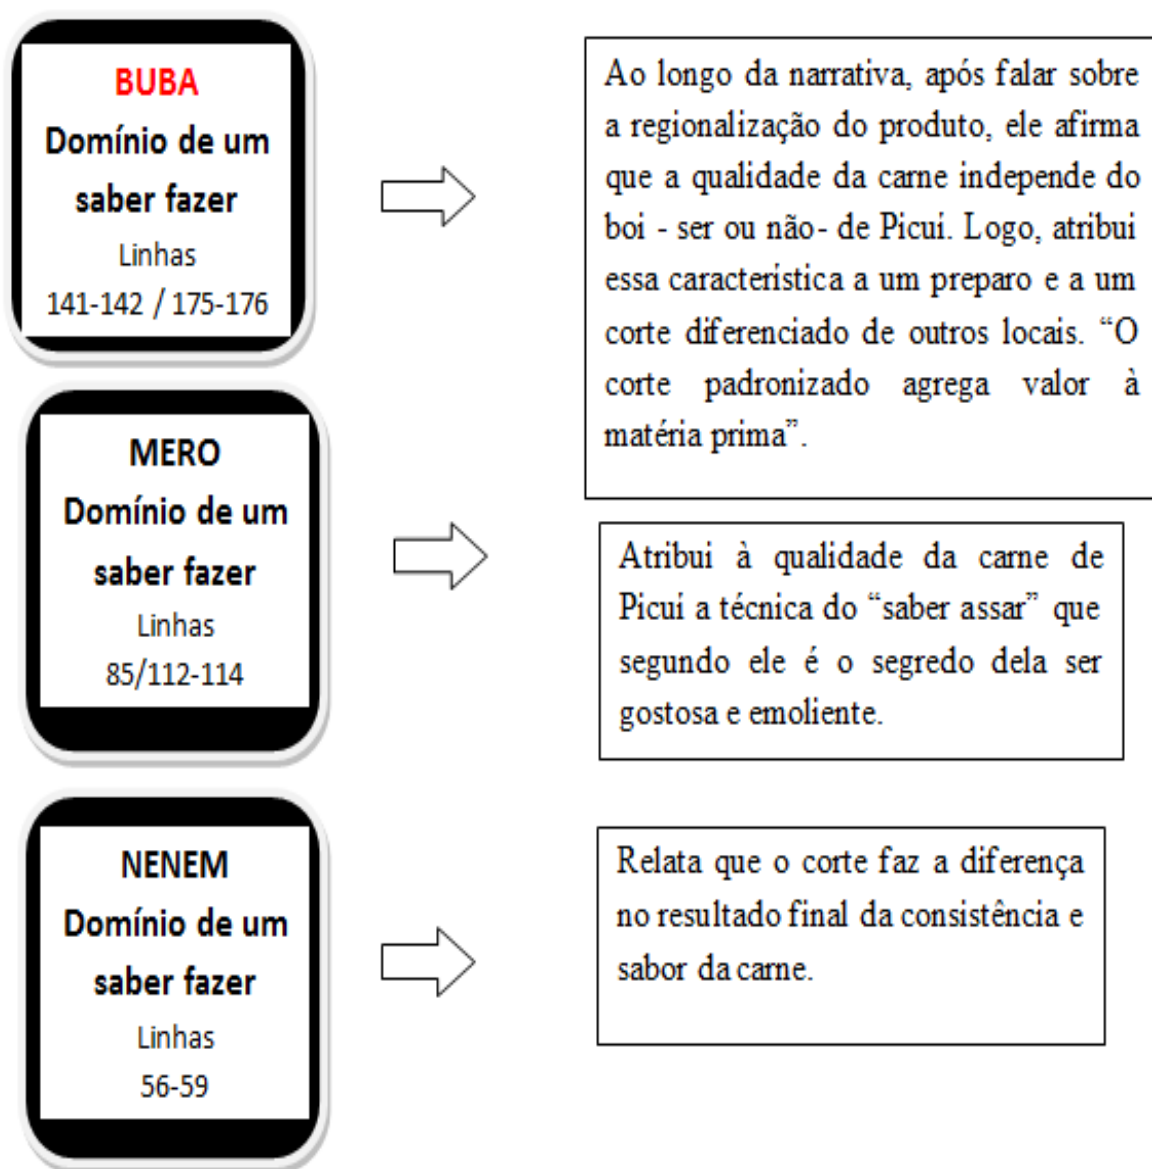 BUBA
Domínio de um
saber fazer
Linhas
141-142 / 175-176
Ao longo da narrativa, após falar sobre
a regionalização do produto, ele afirma
que a qualidade da carne independe do
boi - ser ou não- de Picuí. Logo, atribui
essa característica a um preparo e a um
corte diferenciado de outros locais. “O
corte padronizado agrega valor à
matéria prima”.
MERO
Domínio de um
saber fazer
Linhas
85/112-114
Atribui à qualidade da carne de
Picuí a técnica do “saber assar” que
segundo ele é o segredo dela ser
gostosa e emoliente.
NENEM
Domínio de um
saber fazer
Linhas
56-59
Relata que o corte faz a diferença
no resultado final da consistência e
sabor da carne.